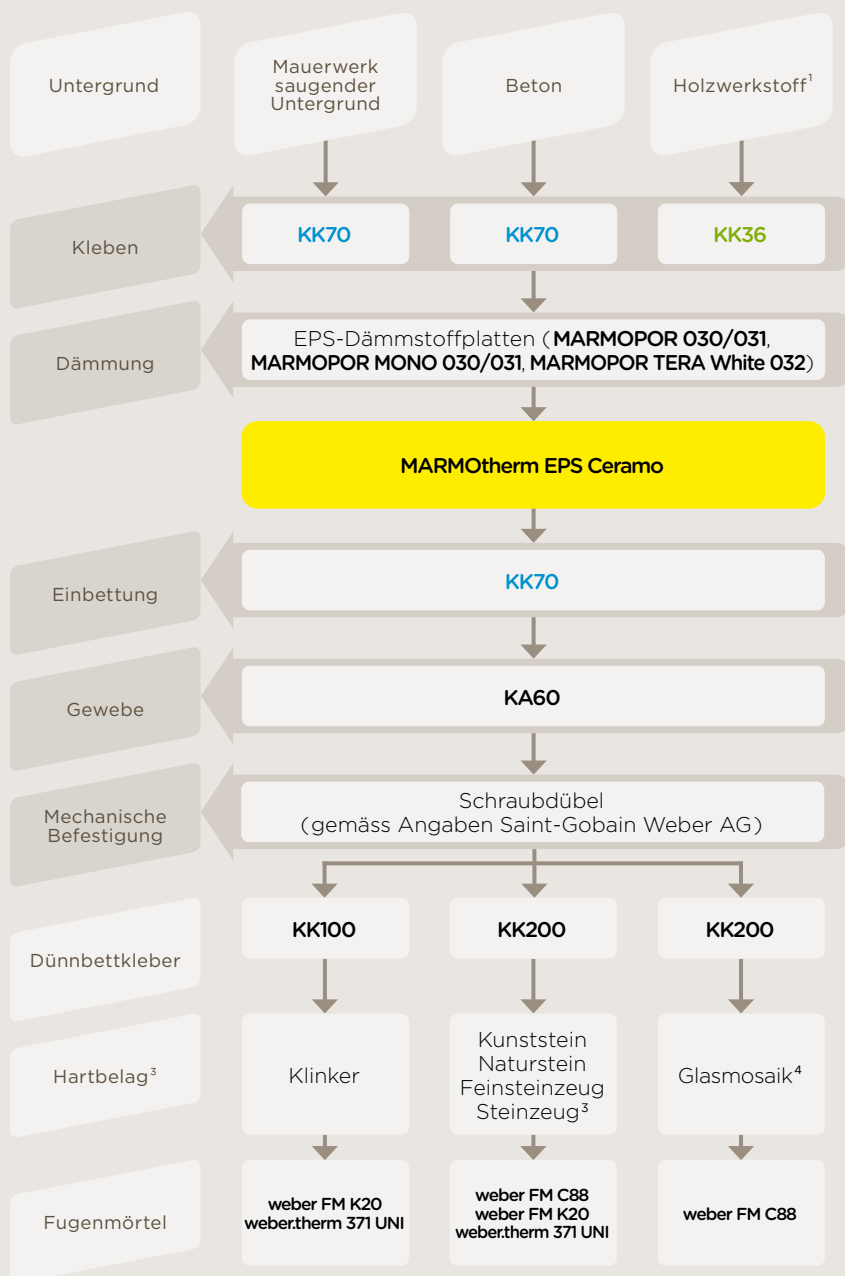 Untergrund
Mauerwerk
saugender
Untergrund
Beton
Holzwerkstoff¹
Kleben
KK70
KK70
KK36
Dämmung
EPS-Dämmstoffplatten (MARMOPOR 030/031,
MARMOPOR MONO 030/031, MARMOPOR TERA White 032)
MARMOtherm EPS Ceramo
Einbettung
KK70
Gewebe
KA60
Mechanische
Befestigung
Schraubdübel
(gemäss Angaben Saint-Gobain Weber AG)
Dünnbettkleber
KK100
KK200
KK200
Hartbelag³
Klinker
Kunststein
Naturstein
Feinsteinzeug
Steinzeug³
Glasmosaik⁴
Fugenmörtel
weber FM K20
weber.therm 371 UNI
weber FM C88
weber FM K20
weber.therm 371 UNI
weber FM C88